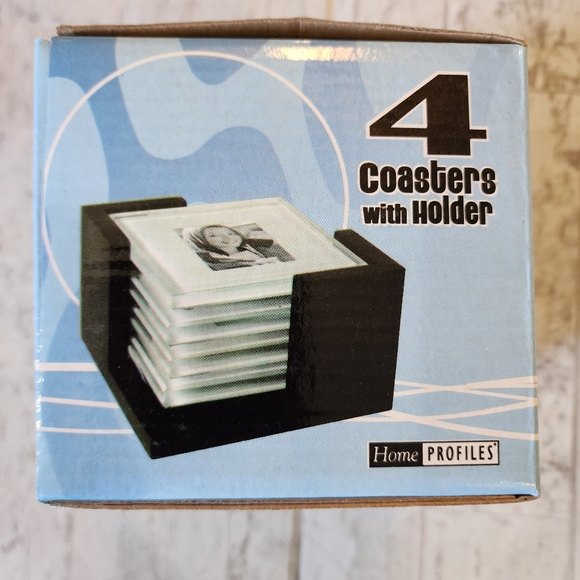 4
Coasters
with Holder
Home PROFILES